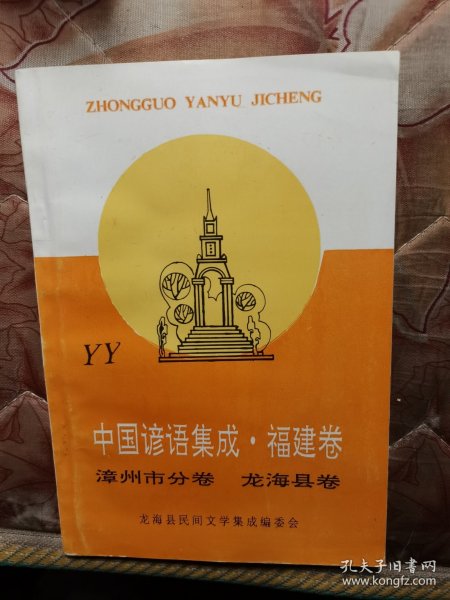 ZHONGGUO YANYU JICHENG
YY
中国谚语集成·福建卷
漳州市分卷 龙海县卷
龙海县民间文学集成编委会
孔夫子旧书网
www.kongfz.com